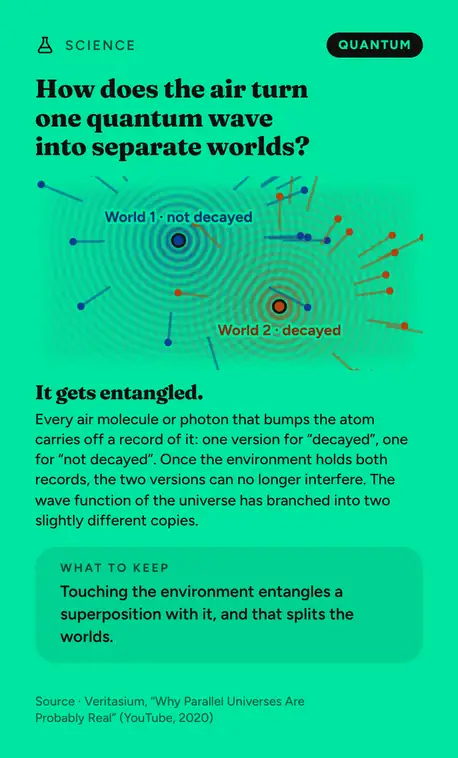 SCIENCE
QUANTUM
How does the air turn
one quantum wave
into separate worlds?
World 1 · not decayed
World 2 · decayed
It gets entangled.
Every air molecule or photon that bumps the atom
carries off a record of it: one version for “decayed”, one
for “not decayed”. Once the environment holds both
records, the two versions can no longer interfere. The
wave function of the universe has branched into two
slightly different copies.
WHAT TO KEEP
Touching the environment entangles a
superposition with it, and that splits the
worlds.
Source · Veritasium, “Why Parallel Universes Are
Probably Real” (YouTube, 2020)